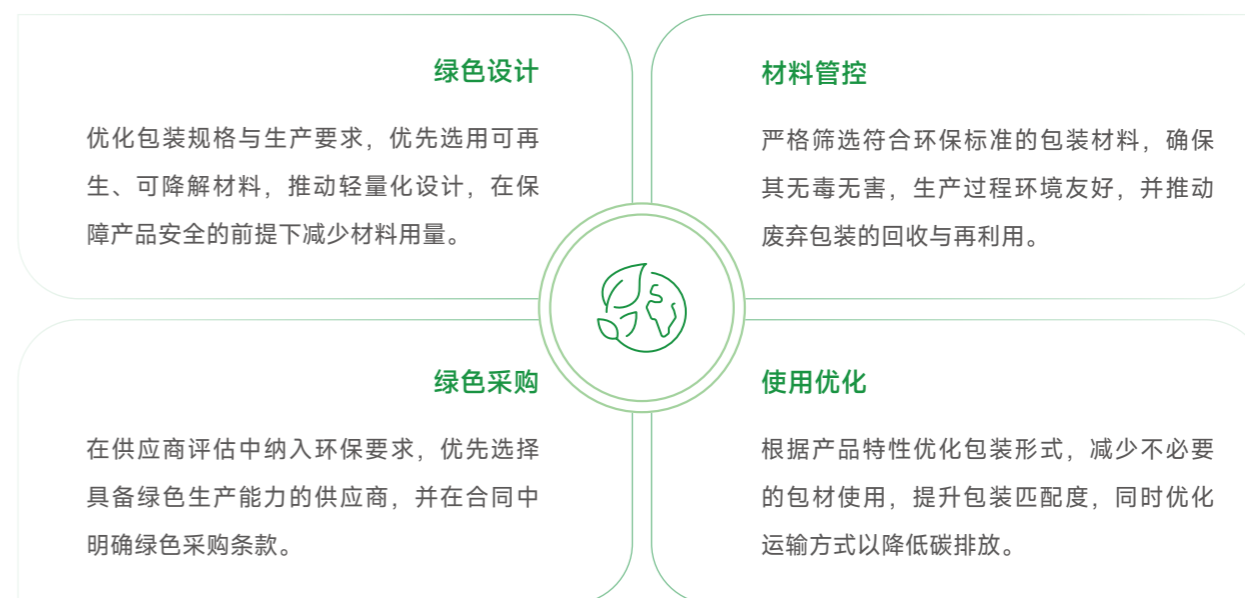 绿色设计
优化包装规格与生产要求，优先选用可再
生、可降解材料，推动轻量化设计，在保
障产品安全的前提下减少材料用量。
材料管控
严格筛选符合环保标准的包装材料，确保
其无毒无害，生产过程环境友好，并推动
废弃包装的回收与再利用。
绿色采购
在供应商评估中纳入环保要求，优先选择
具备绿色生产能力的供应商，并在合同中
明确绿色采购条款。
使用优化
根据产品特性优化包装形式，减少不必要
的包材使用，提升包装匹配度，同时优化
运输方式以降低碳排放。